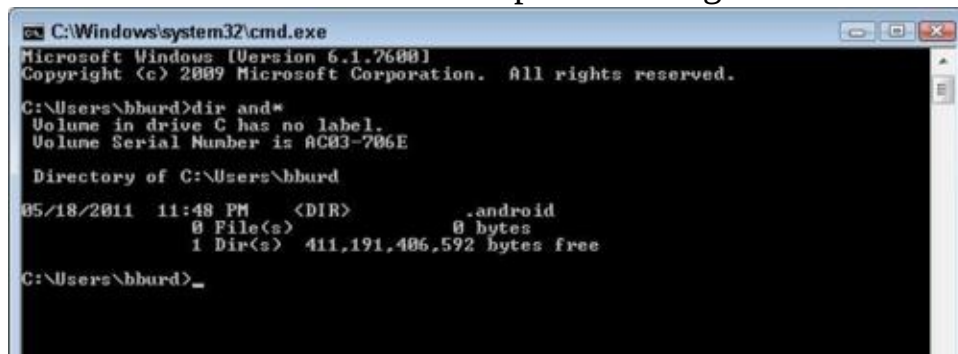 C:\Windows\system32\cmd.exe
Microsoft Windows [Version 6.1.7600]
Copyright (c) 2009 Microsoft Corporation.  All rights reserved.
C:\Users\bburd>dir and*
Volume in drive C has no label.
Volume Serial Number is AC03-706E
Directory of C:\Users\bburd
05/18/2011  11:48 PM    <DIR>          .android
0 File(s)              0 bytes
1 Dir(s)  411,191,406,592 bytes free
C:\Users\bburd>_